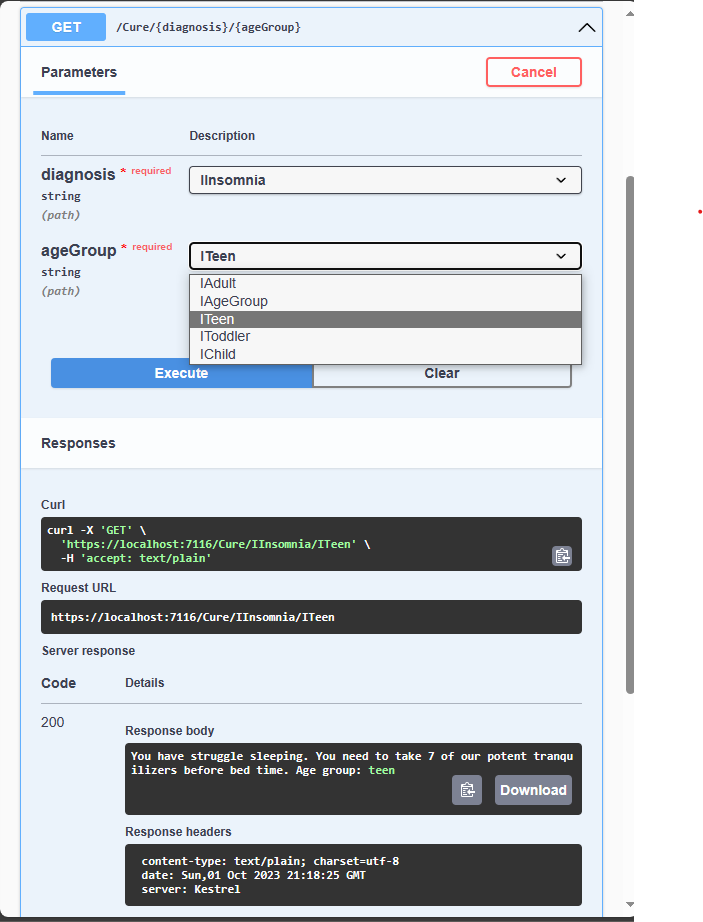 GET /Cure/{diagnosis}/{ageGroup}
Parameters
Cancel
Name Description
diagnosis * required
string
(path)
IInsomnia
ageGroup * required
string
(path)
ITeen
IAdult
IAgeGroup
ITeen
IToddler
IChild
Execute Clear
Responses
Curl
curl -X 'GET' \
'https://localhost:7116/Cure/IInsomnia/ITeen' \
-H 'accept: text/plain'
Request URL
https://localhost:7116/Cure/IInsomnia/ITeen
Server response
Code Details
200
Response body
You have struggle sleeping. You need to take 7 of our potent tranqu
ilizers before bed time. Age group: teen
Download
Response headers
content-type: text/plain; charset=utf-8
date: Sun,01 Oct 2023 21:18:25 GMT
server: Kestrel